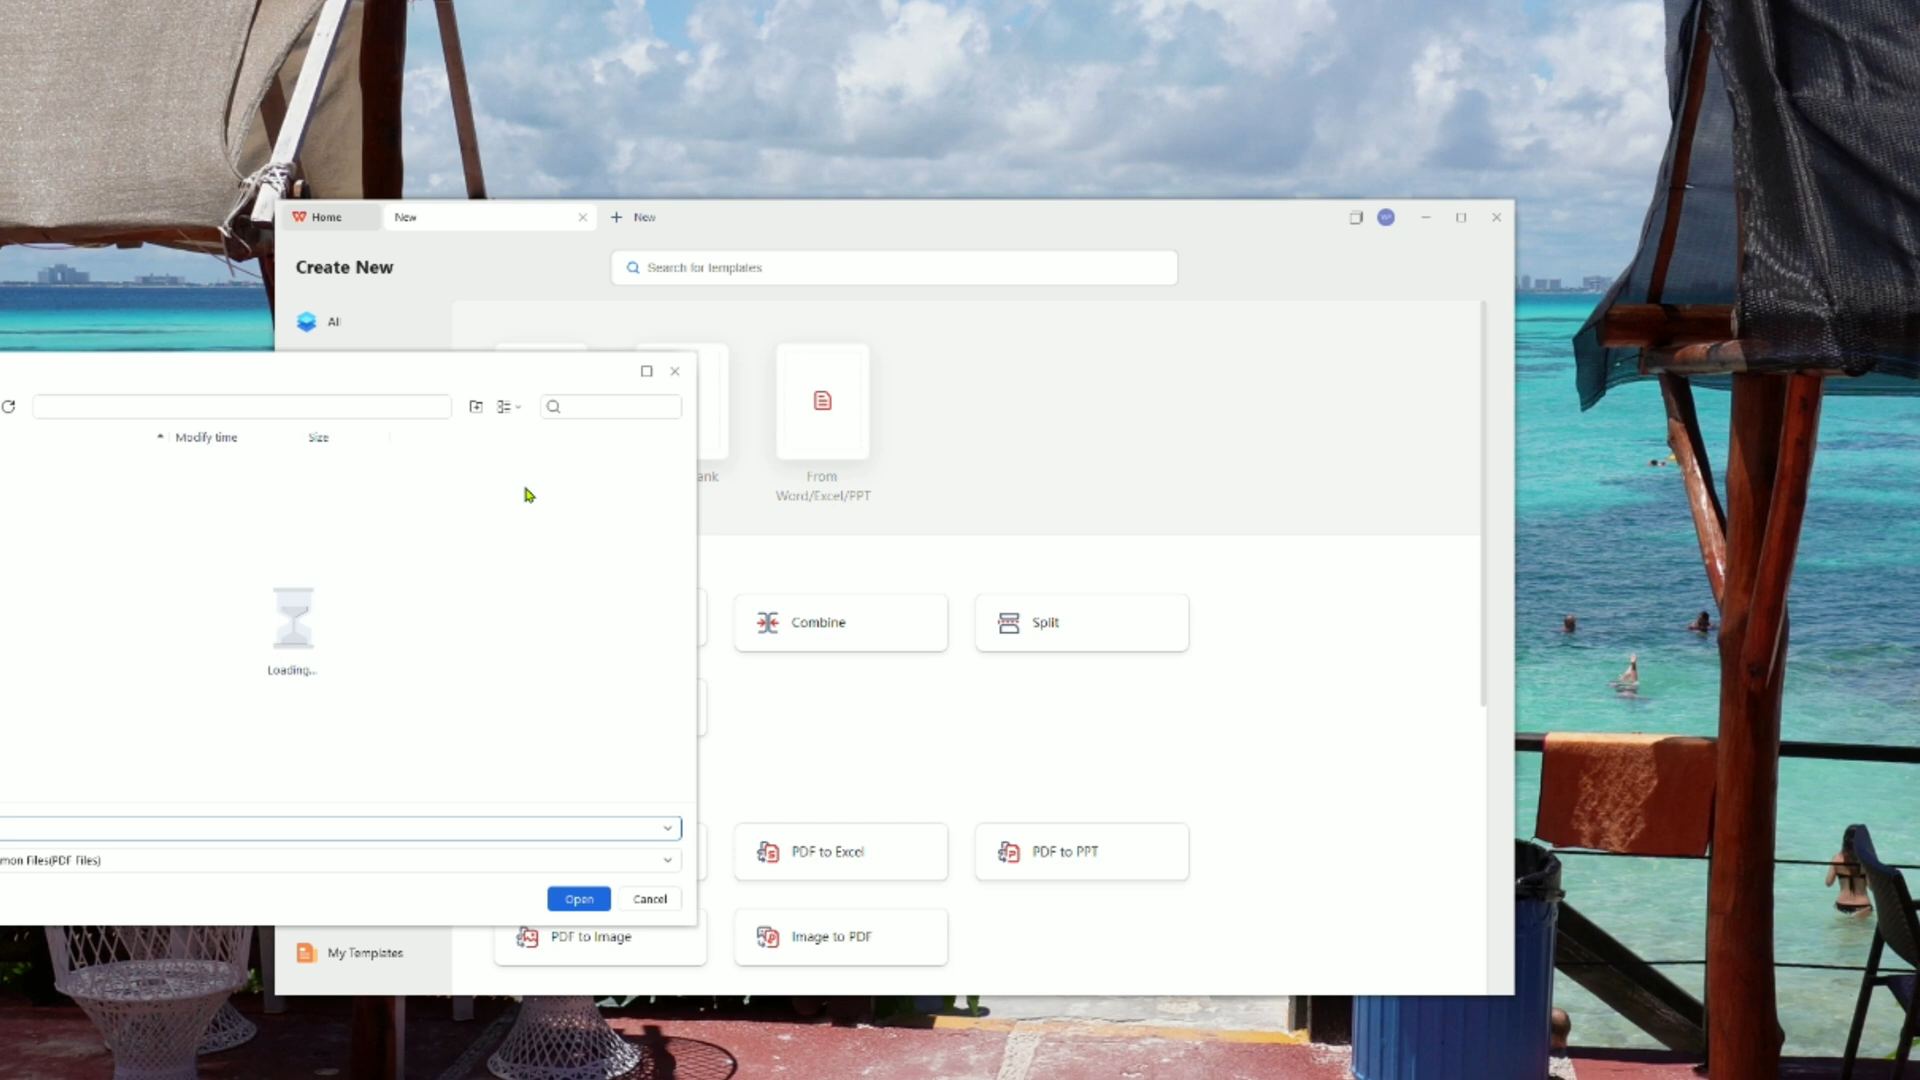 Home
New
New
Create New
Search for templates
All
Modify time
Size
ank
From
Word/Excel/PPT
Loading...
Combine
Split
mon Files(PDF Files)
PDF to Excel
PDF to PPT
Open
Cancel
PDF to Image
Image to PDF
My Templates